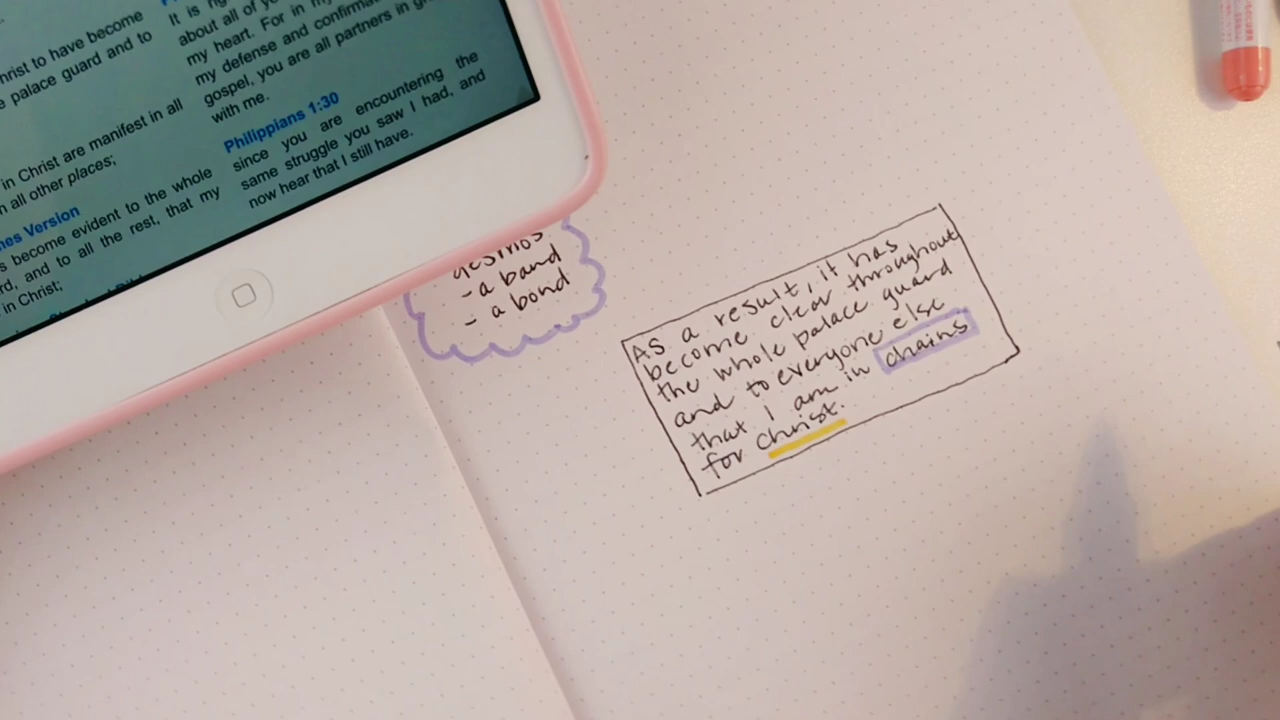 hrist to have become
e palace guard and to
in Christ are manifest in all
n all other places;
nes Version
s become evident to the whole
rd, and to all the rest, that my
in Christ;
It is
about all of
my heart. For in my
my defense and confirma
gospel, you are all partners in
with me.
Philippians 1:30
since you are encountering the
same struggle you saw I had, and
now hear that I still have.
desmos
- a band
- a bond
As a result, it has
become clear throughout
the whole palace guard
and to everyone else
that I am in chains
for christ.